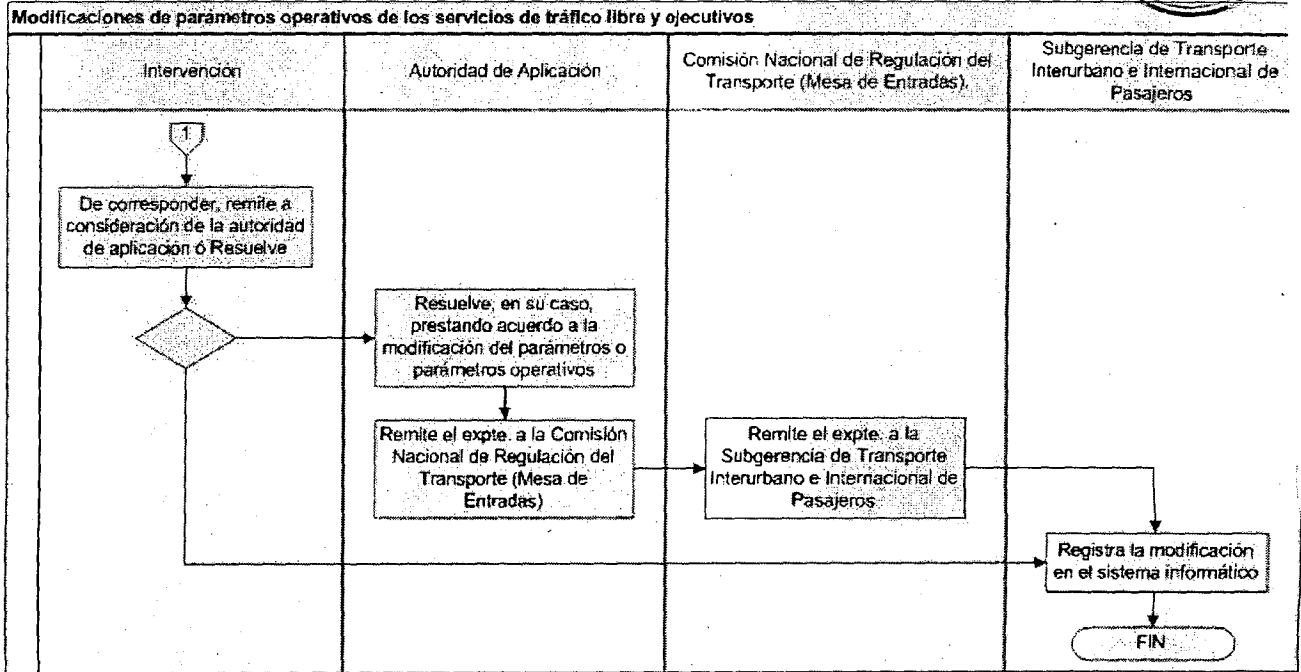 Modificaciones de parámetros operativos de los servicios de tráfico libre y ejecutivos
Intervención
Autoridad de Aplicación
Comisión Nacional de Regulación del
Transporte (Mesa de Entradas).
Subgerencia de Transporte
Interurbano e Internacional de
Pasajeros
1
De corresponder, remite a
consideración de la autoridad
de aplicación ó Resuelve
Resuelve, en su caso,
prestando acuerdo a la
modificación del parámetros o
parámetros operativos
Remite el expte. a la Comisión
Nacional de Regulación del
Transporte (Mesa de
Entradas)
Remite el expte. a la
Subgerencia de Transporte
Interurbano e Internacional de
Pasajeros
Registra la modificación
en el sistema informático
FIN